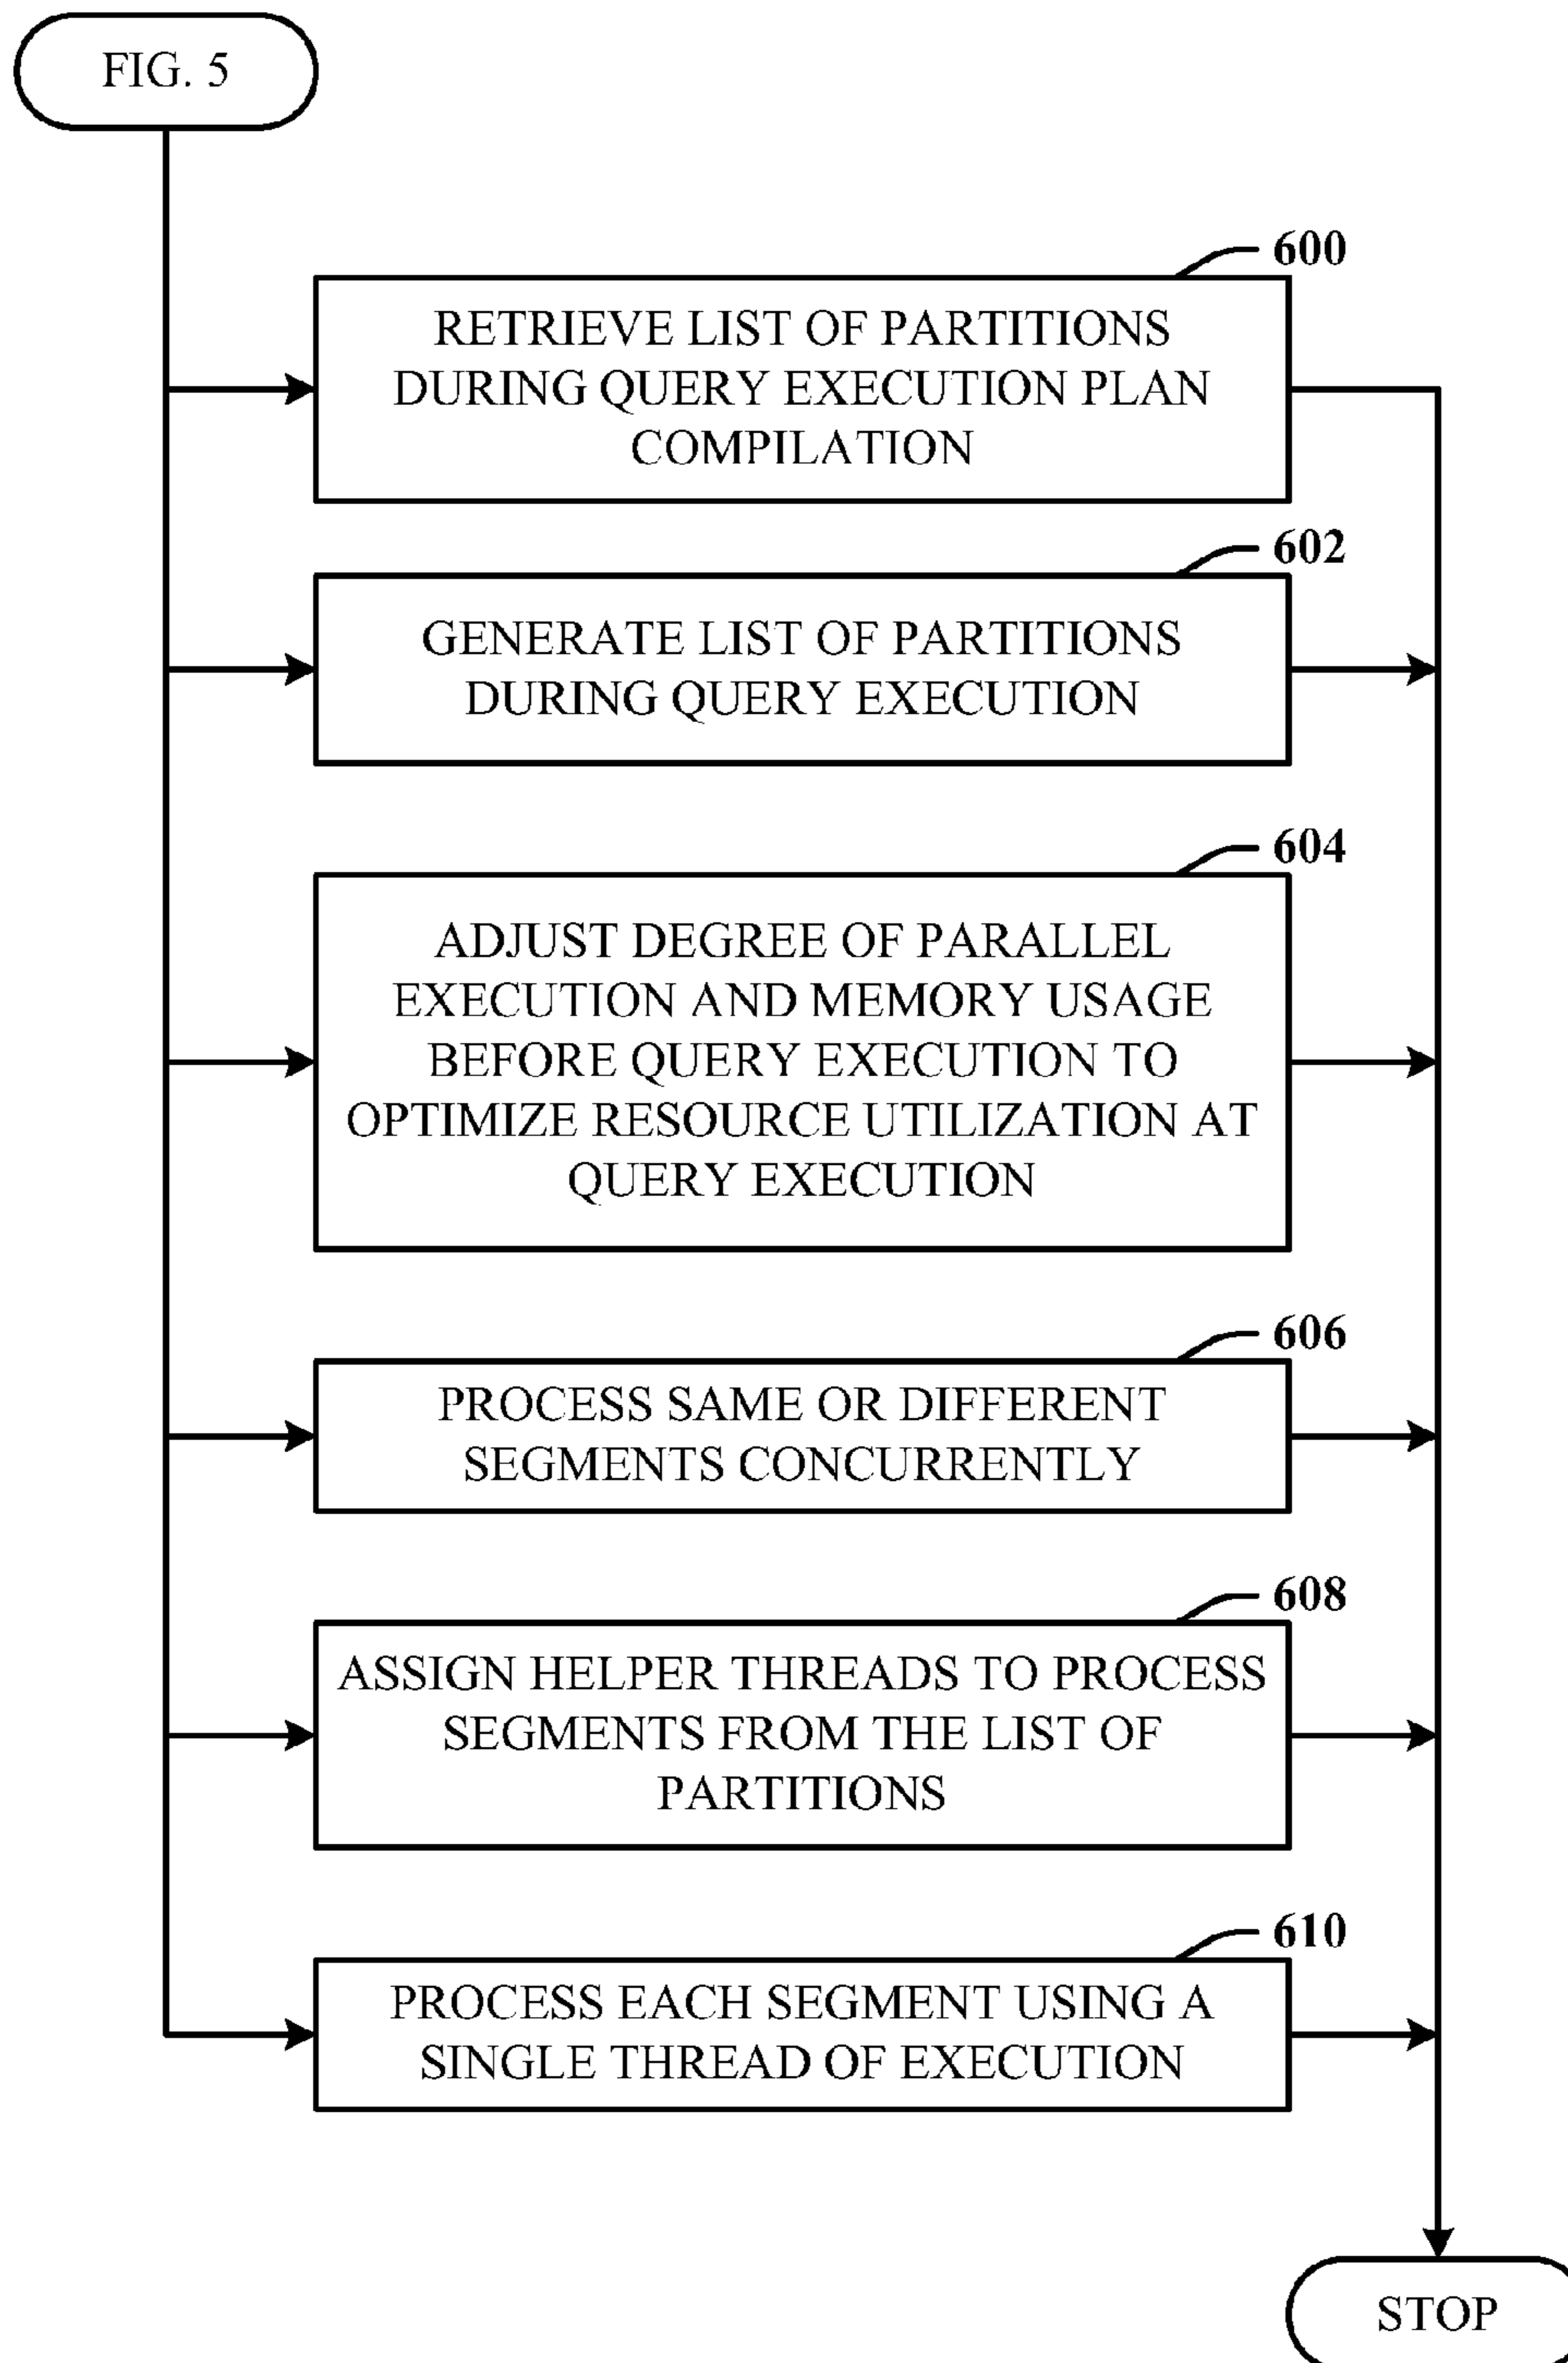 FIG. 5
600
RETRIEVE LIST OF PARTITIONS
DURING QUERY EXECUTION PLAN
COMPILATION
602
GENERATE LIST OF PARTITIONS
DURING QUERY EXECUTION
604
ADJUST DEGREE OF PARALLEL
EXECUTION AND MEMORY USAGE
BEFORE QUERY EXECUTION TO
OPTIMIZE RESOURCE UTILIZATION AT
QUERY EXECUTION
606
PROCESS SAME OR DIFFERENT
SEGMENTS CONCURRENTLY
608
ASSIGN HELPER THREADS TO PROCESS
SEGMENTS FROM THE LIST OF
PARTITIONS
610
PROCESS EACH SEGMENT USING A
SINGLE THREAD OF EXECUTION
STOP